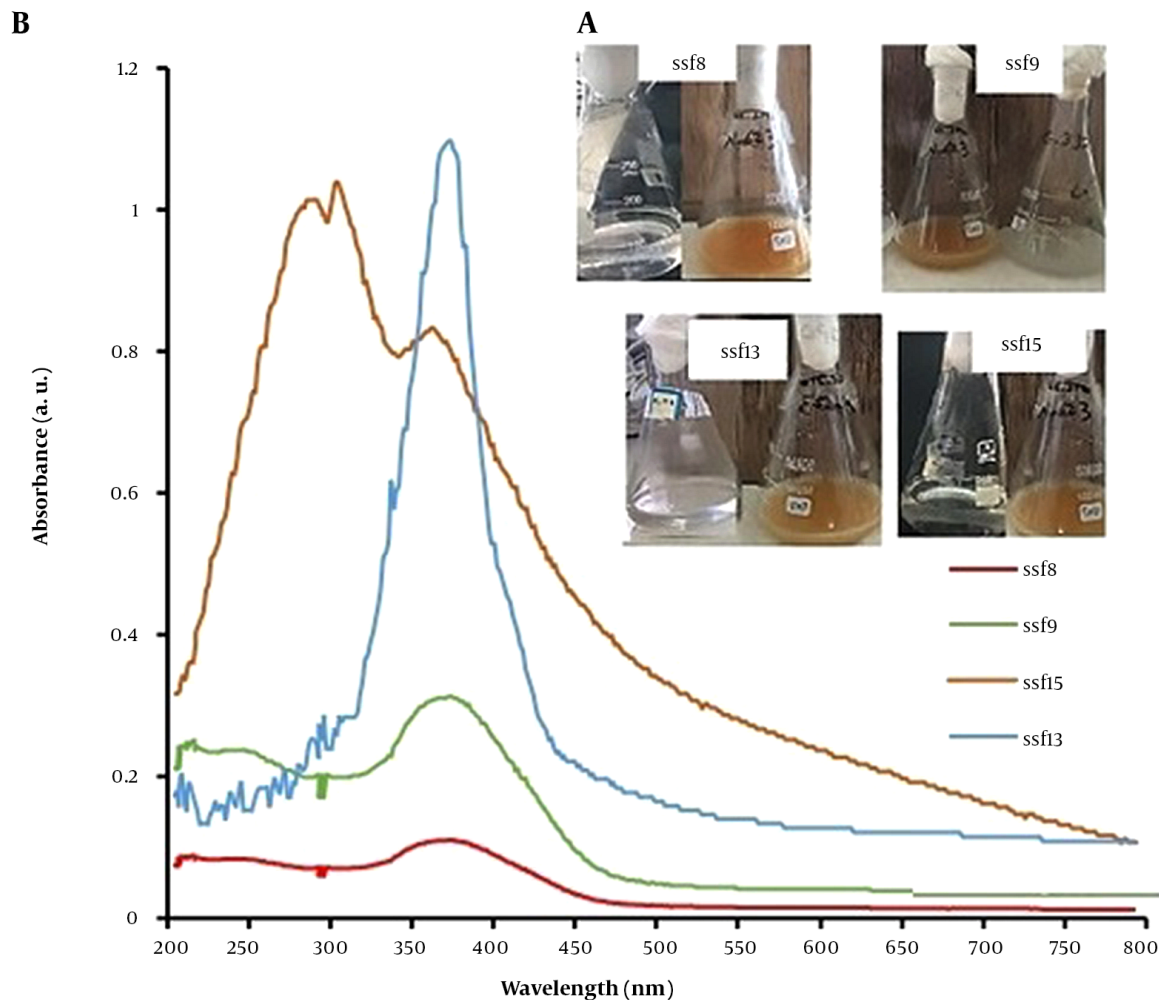 B
A
ssf8
ssf9
ssf13
ssf15
1.2
1
0.8
0.6
0.4
0.2
0
Absorbance (a. u.)
200 250 300 350 400 450 500 550 600 650 700 750 800
Wavelength (nm)
ssf8
ssf9
ssf15
ssf13